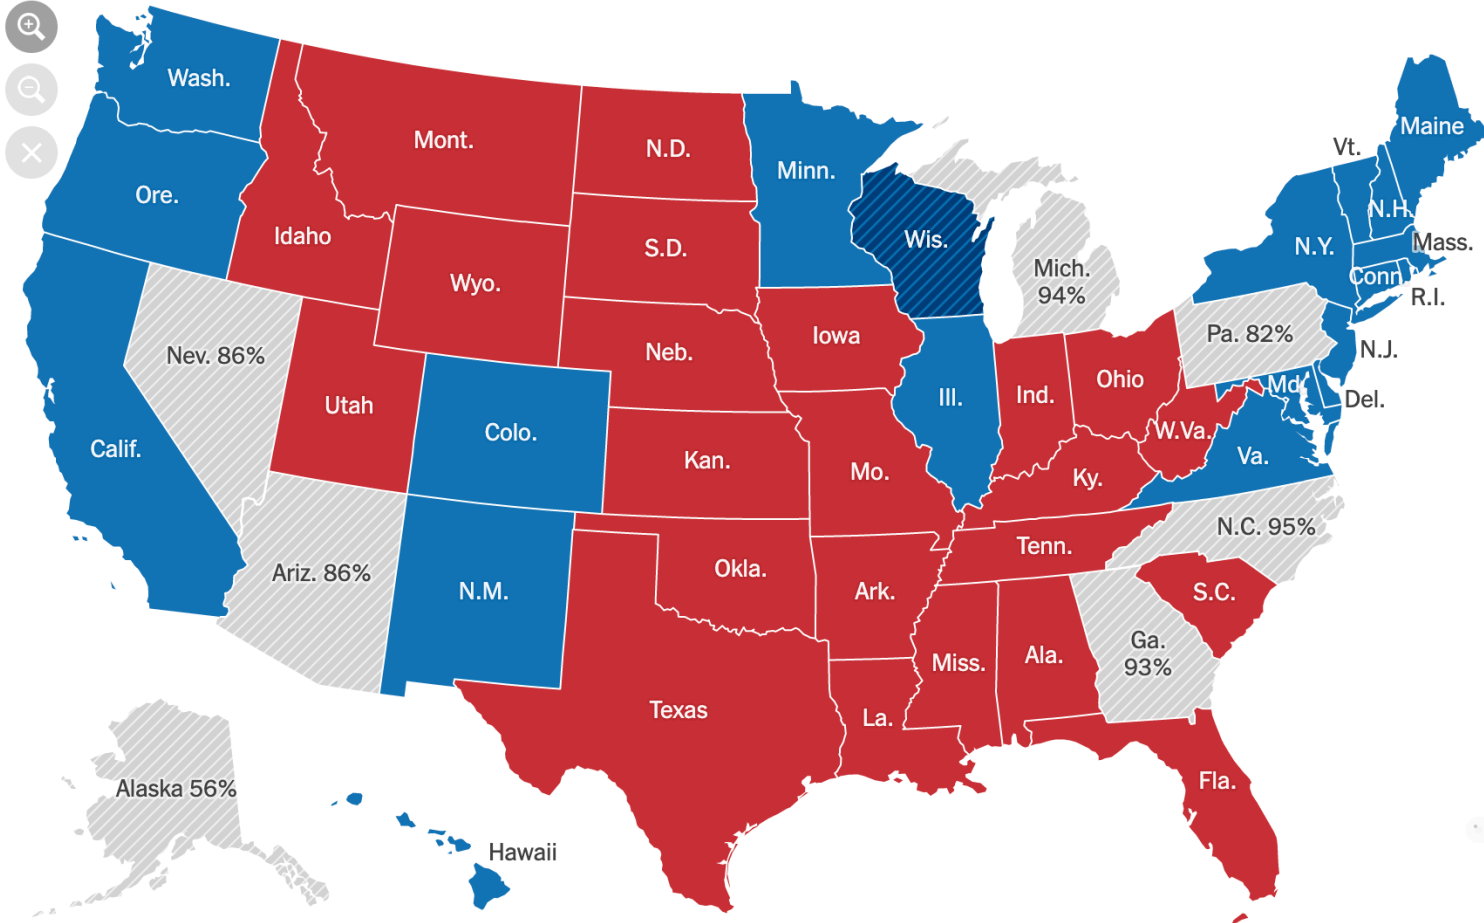 Wash.
Maine
Mont.
Vt.
N.D.
Minn.
Ore.
N.H.
Idaho
Wis.
N.Y.
Mass.
S.D.
Mich.
94%
Wyo.
Conn.
R.I.
Iowa
Pa. 82%
Nev. 86%
Neb.
N.J.
Ohio
Md.
Utah
Ill.
Ind.
Del.
Colo.
W.Va.
Calif.
Va.
Kan.
Mo.
Ky.
N.C. 95%
Tenn.
Ariz. 86%
Okla.
N.M.
Ark.
S.C.
Ga.
93%
Miss.
Ala.
Texas
La.
Fla.
Alaska 56%
Hawaii